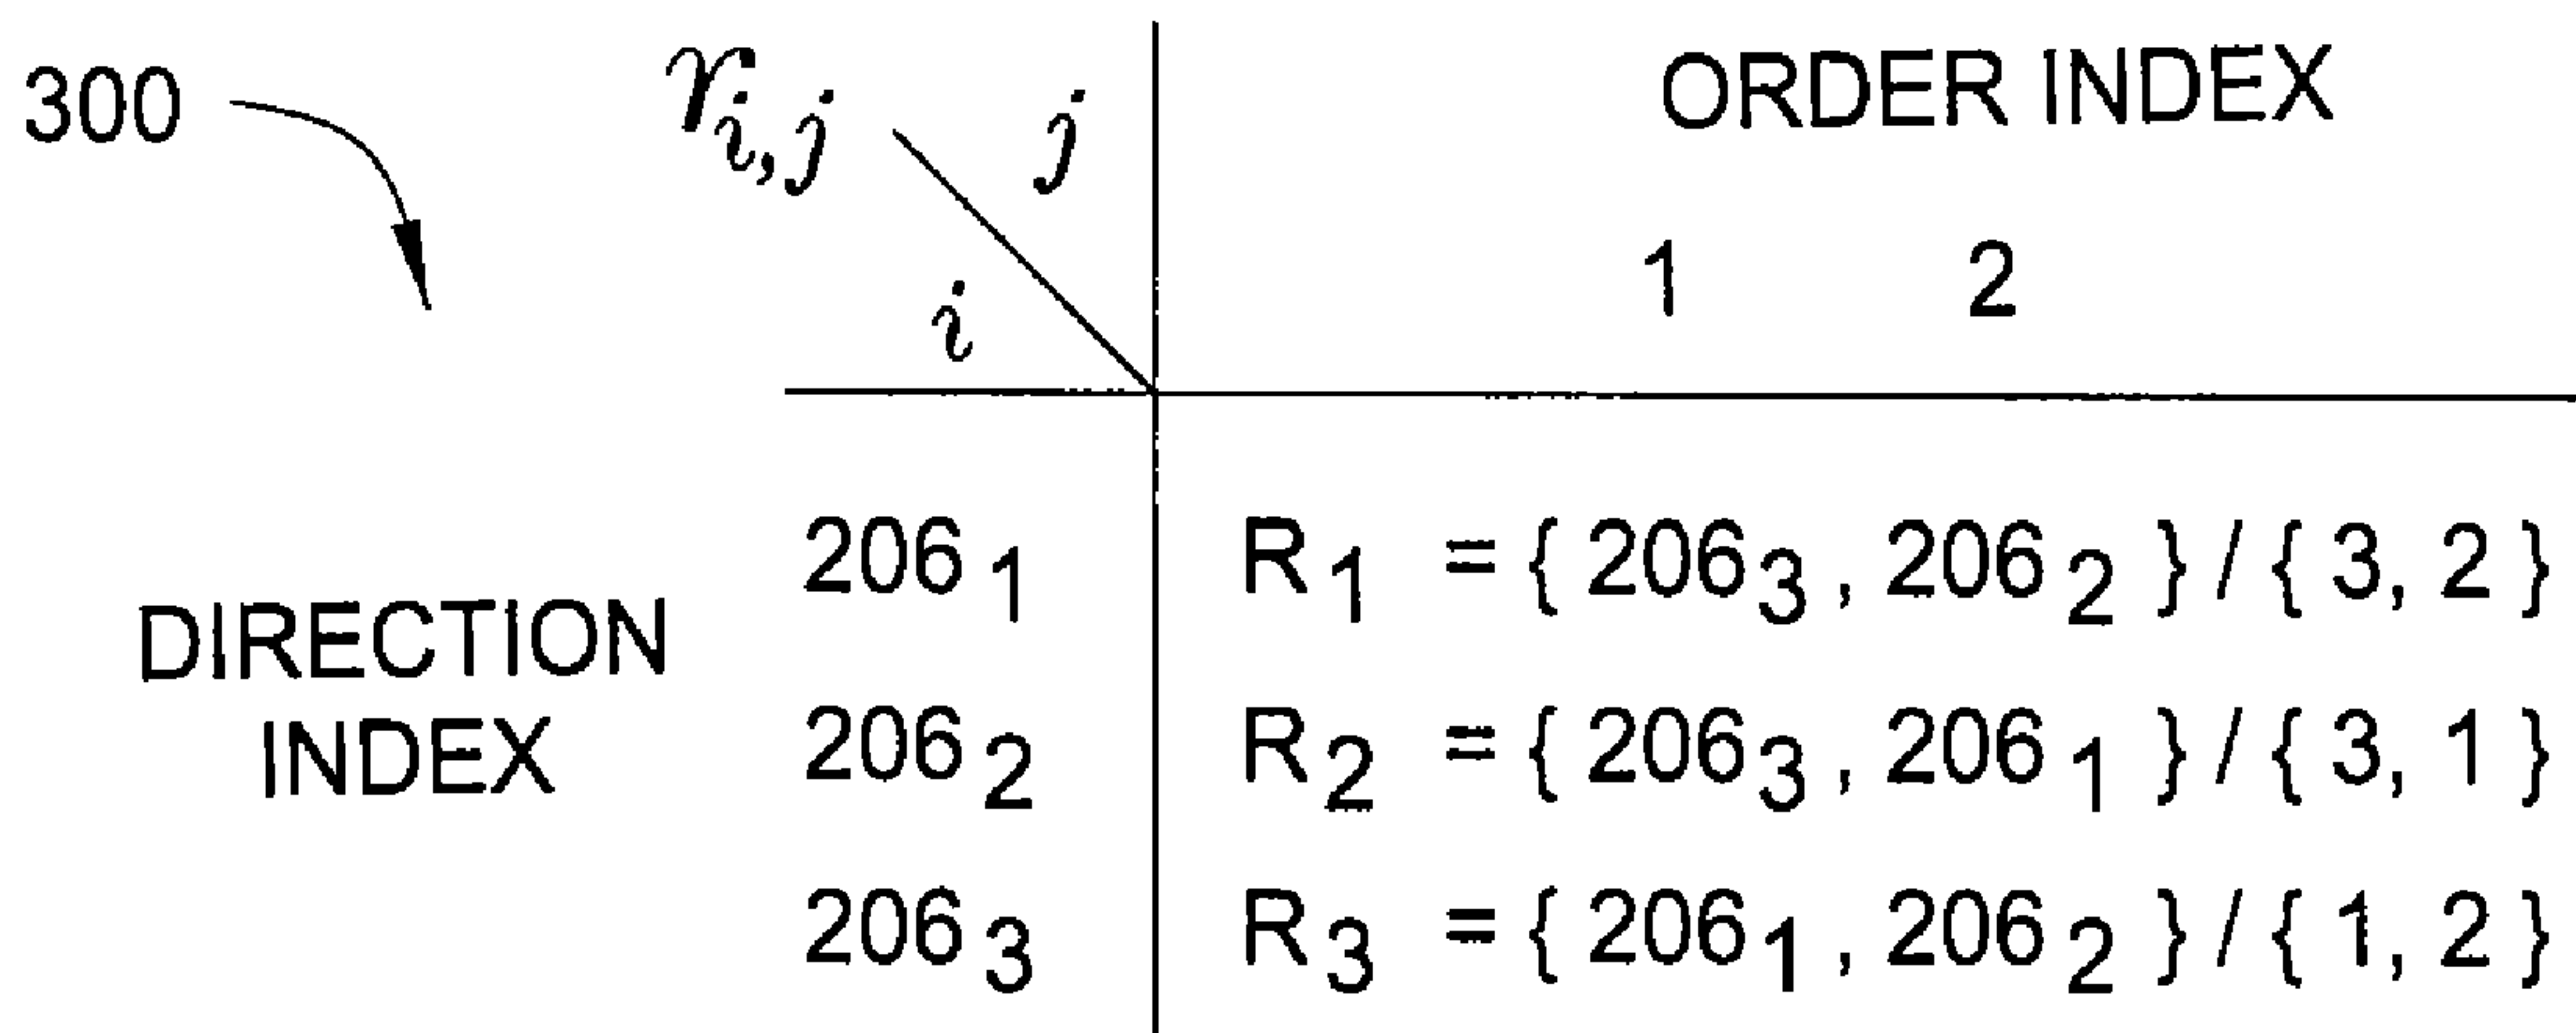 300
r_{i,j} j
i
ORDER INDEX
1 2
DIRECTION
INDEX
206_1 R_1 = { 206_3 , 206_2 } / { 3, 2 }
206_2 R_2 = { 206_3 , 206_1 } / { 3, 1 }
206_3 R_3 = { 206_1 , 206_2 } / { 1, 2 }